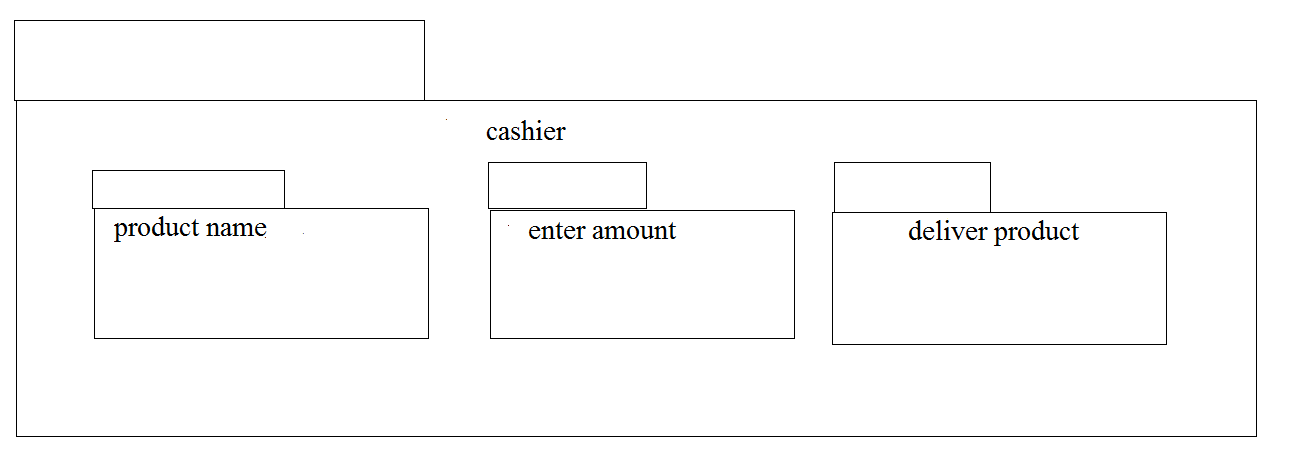 cashier
product name
enter amount
deliver product